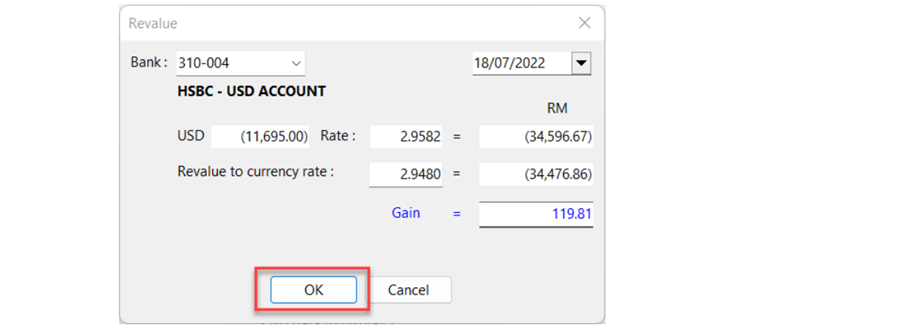 Revalue
Bank : 310-004 18/07/2022
HSBC - USD ACCOUNT
RM
USD (11,695.00) Rate : 2.9582 = (34,596.67)
Revalue to currency rate : 2.9480 = (34,476.86)
Gain = 119.81
OK Cancel